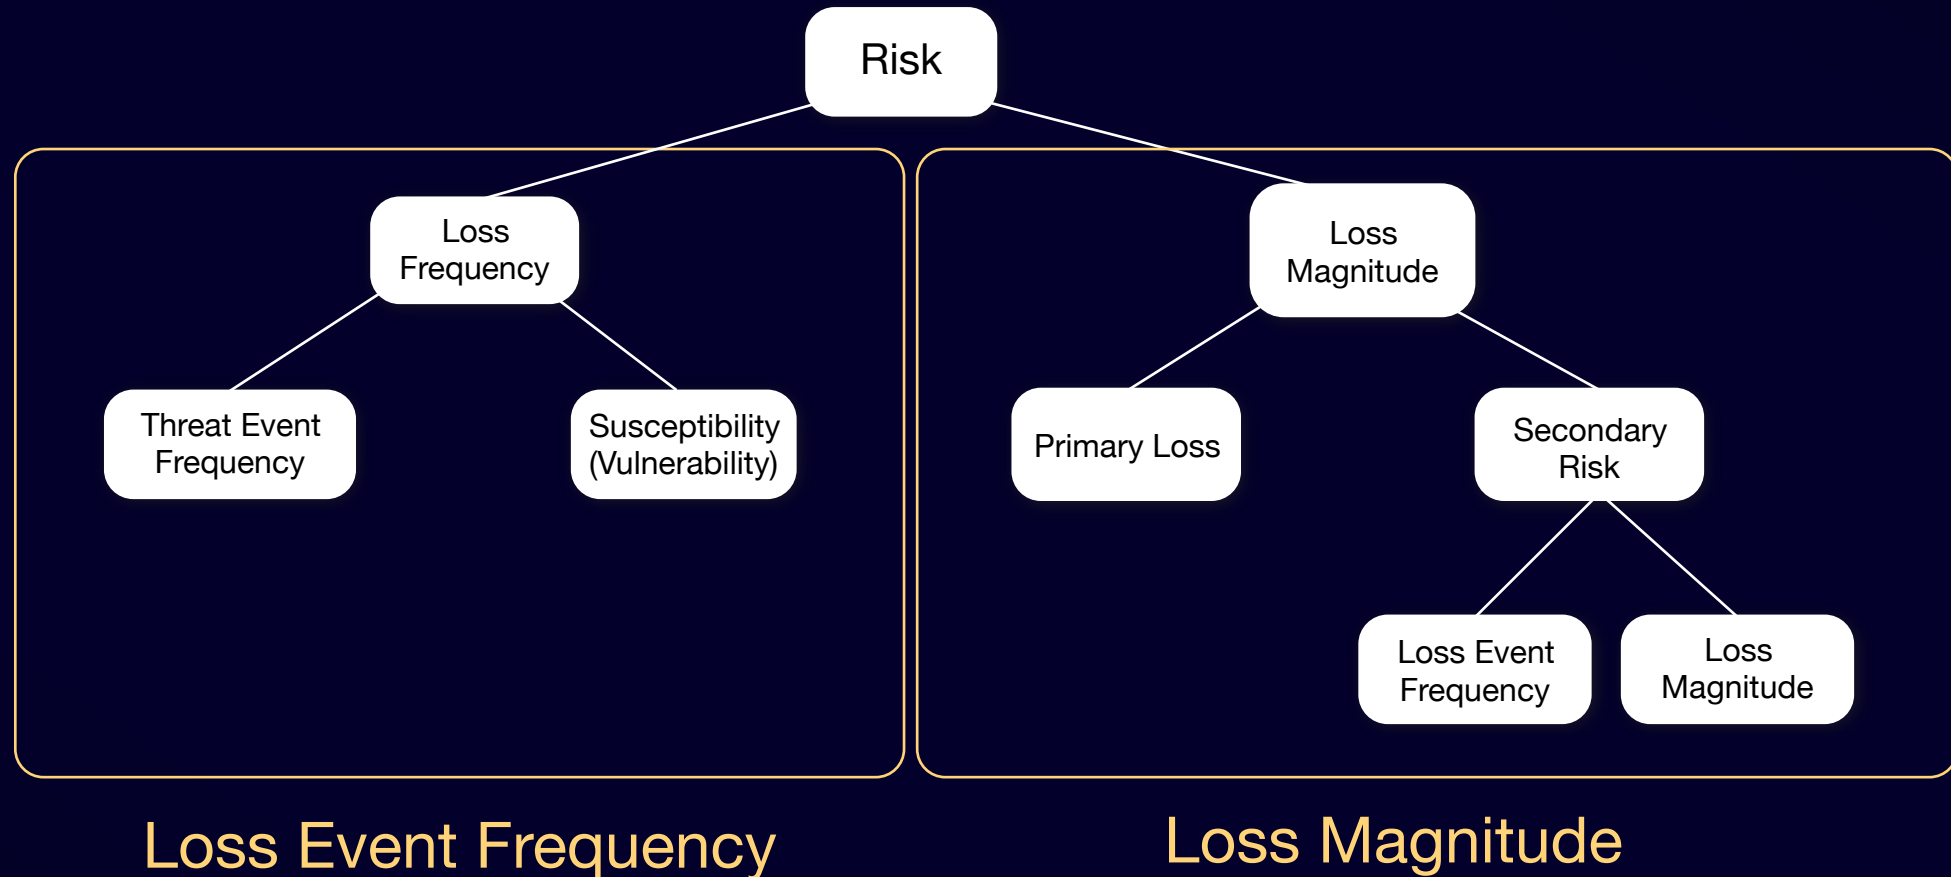 Risk
Loss
Frequency
Loss
Magnitude
Threat Event
Frequency
Susceptibility
(Vulnerability)
Primary Loss
Secondary
Risk
Loss Event
Frequency
Loss
Magnitude
Loss Event Frequency
Loss Magnitude